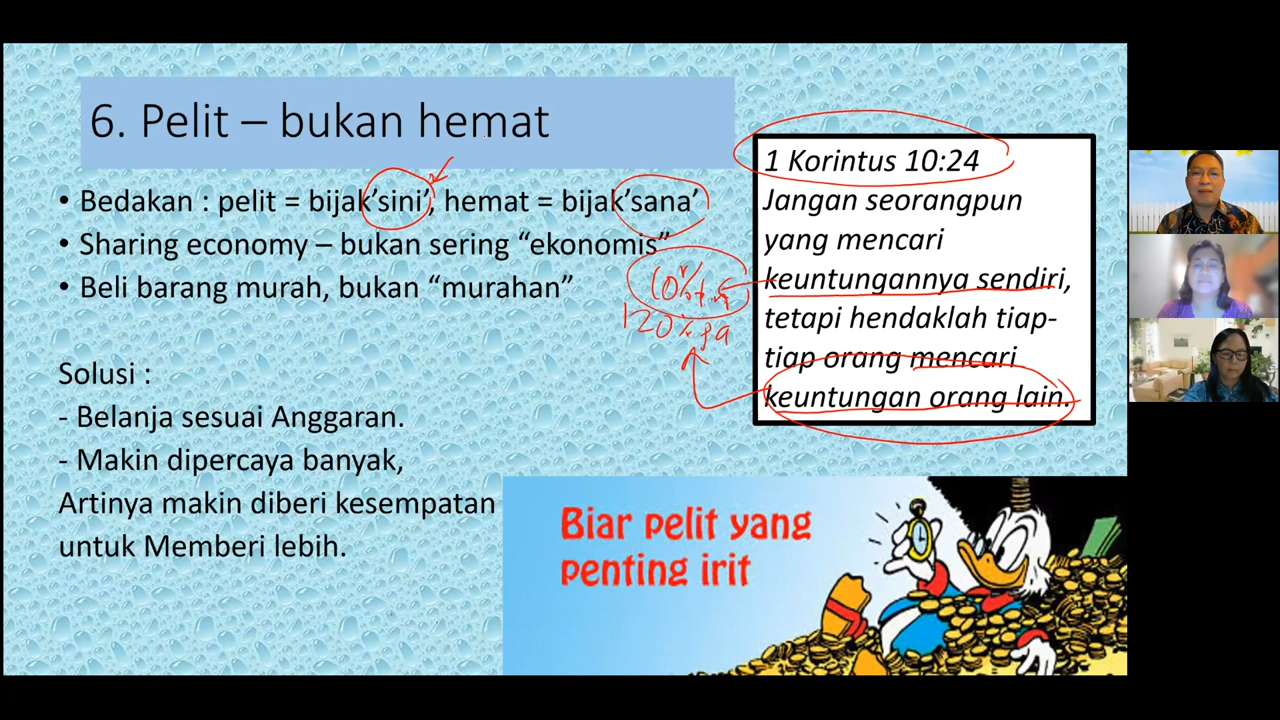 6. Pelit – bukan hemat
• Bedakan : pelit = bijak’sini’, hemat = bijak’sana’
• Sharing economy – bukan sering “ekonomis”
• Beli barang murah, bukan “murahan”
Solusi :
- Belanja sesuai Anggaran.
- Makin dipercaya banyak,
Artinya makin diberi kesempatan
untuk Memberi lebih.
1 Korintus 10:24
Jangan seorangpun
yang mencari
keuntungannya sendiri,
tetapi hendaklah tiap-
tiap orang mencari
keuntungan orang lain.
10%
120% pa
Biar pelit yang
penting irit